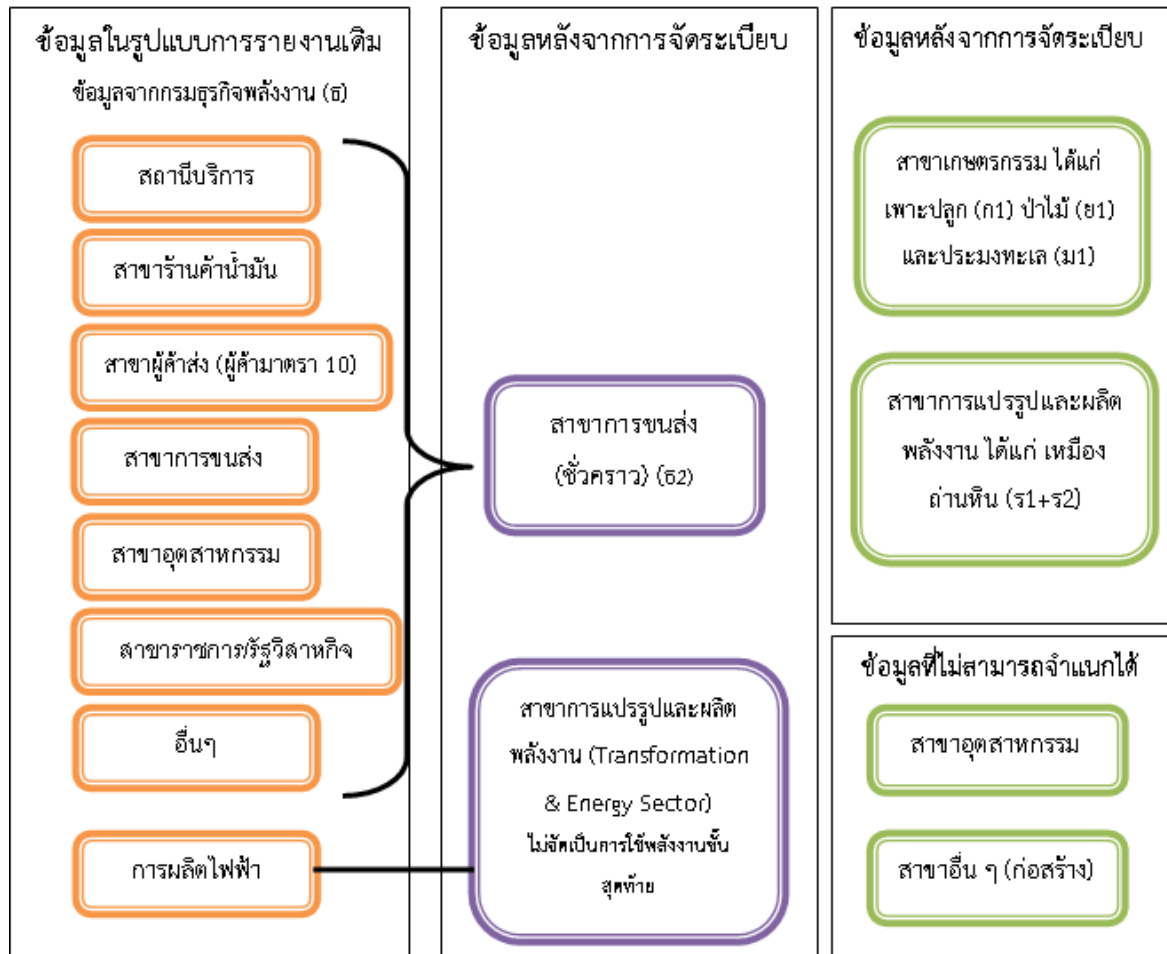 ข้อมูลในรูปแบบการรายงานเดิม
ข้อมูลจากกรมธุรกิจพลังงาน (ธ)
สถานีบริการ
สาขาร้านค้าน้ำมัน
สาขาผู้ค้าส่ง (ผู้ค้ามาตรา 10)
สาขาการขนส่ง
สาขาอุตสาหกรรม
สาขาราชการ/รัฐวิสาหกิจ
อื่นๆ
การผลิตไฟฟ้า
ข้อมูลหลังจากการจัดระเบียบ
สาขาการขนส่ง
(ชั่วคราว) (ธ2)
สาขาการแปรรูปและผลิต
พลังงาน (Transformation
& Energy Sector)
ไม่จัดเป็นการใช้พลังงานขั้น
สุดท้าย
ข้อมูลหลังจากการจัดระเบียบ
สาขาเกษตรกรรม ได้แก่
เพาะปลูก (ก1) ป่าไม้ (ย1)
และประมงทะเล (ม1)
สาขาการแปรรูปและผลิต
พลังงาน ได้แก่ เหมือง
ถ่านหิน (ร1+ร2)
ข้อมูลที่ไม่สามารถจำแนกได้
สาขาอุตสาหกรรม
สาขาอื่น ๆ (ก่อสร้าง)